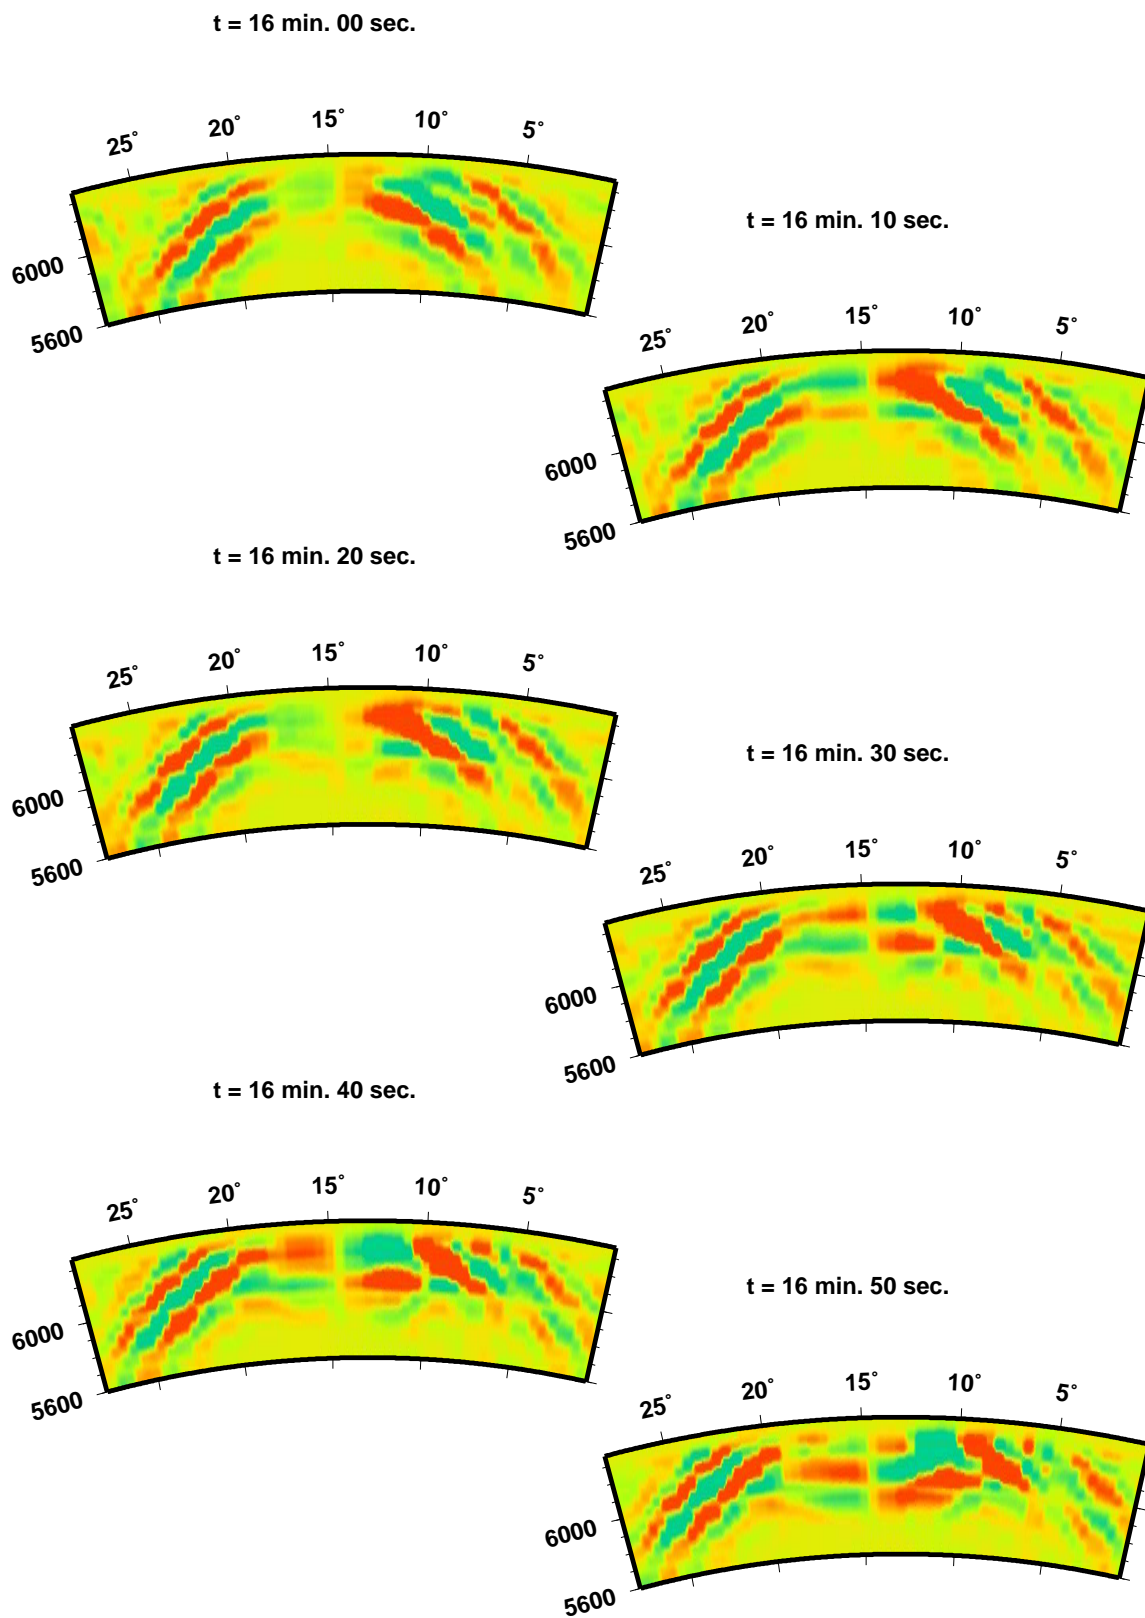 t = 16 min. 00 sec.
25° 20° 15° 10° 5°
6000
5600
t = 16 min. 10 sec.
25° 20° 15° 10° 5°
6000
5600
t = 16 min. 20 sec.
25° 20° 15° 10° 5°
6000
5600
t = 16 min. 30 sec.
25° 20° 15° 10° 5°
6000
5600
t = 16 min. 40 sec.
25° 20° 15° 10° 5°
6000
5600
t = 16 min. 50 sec.
25° 20° 15° 10° 5°
6000
5600